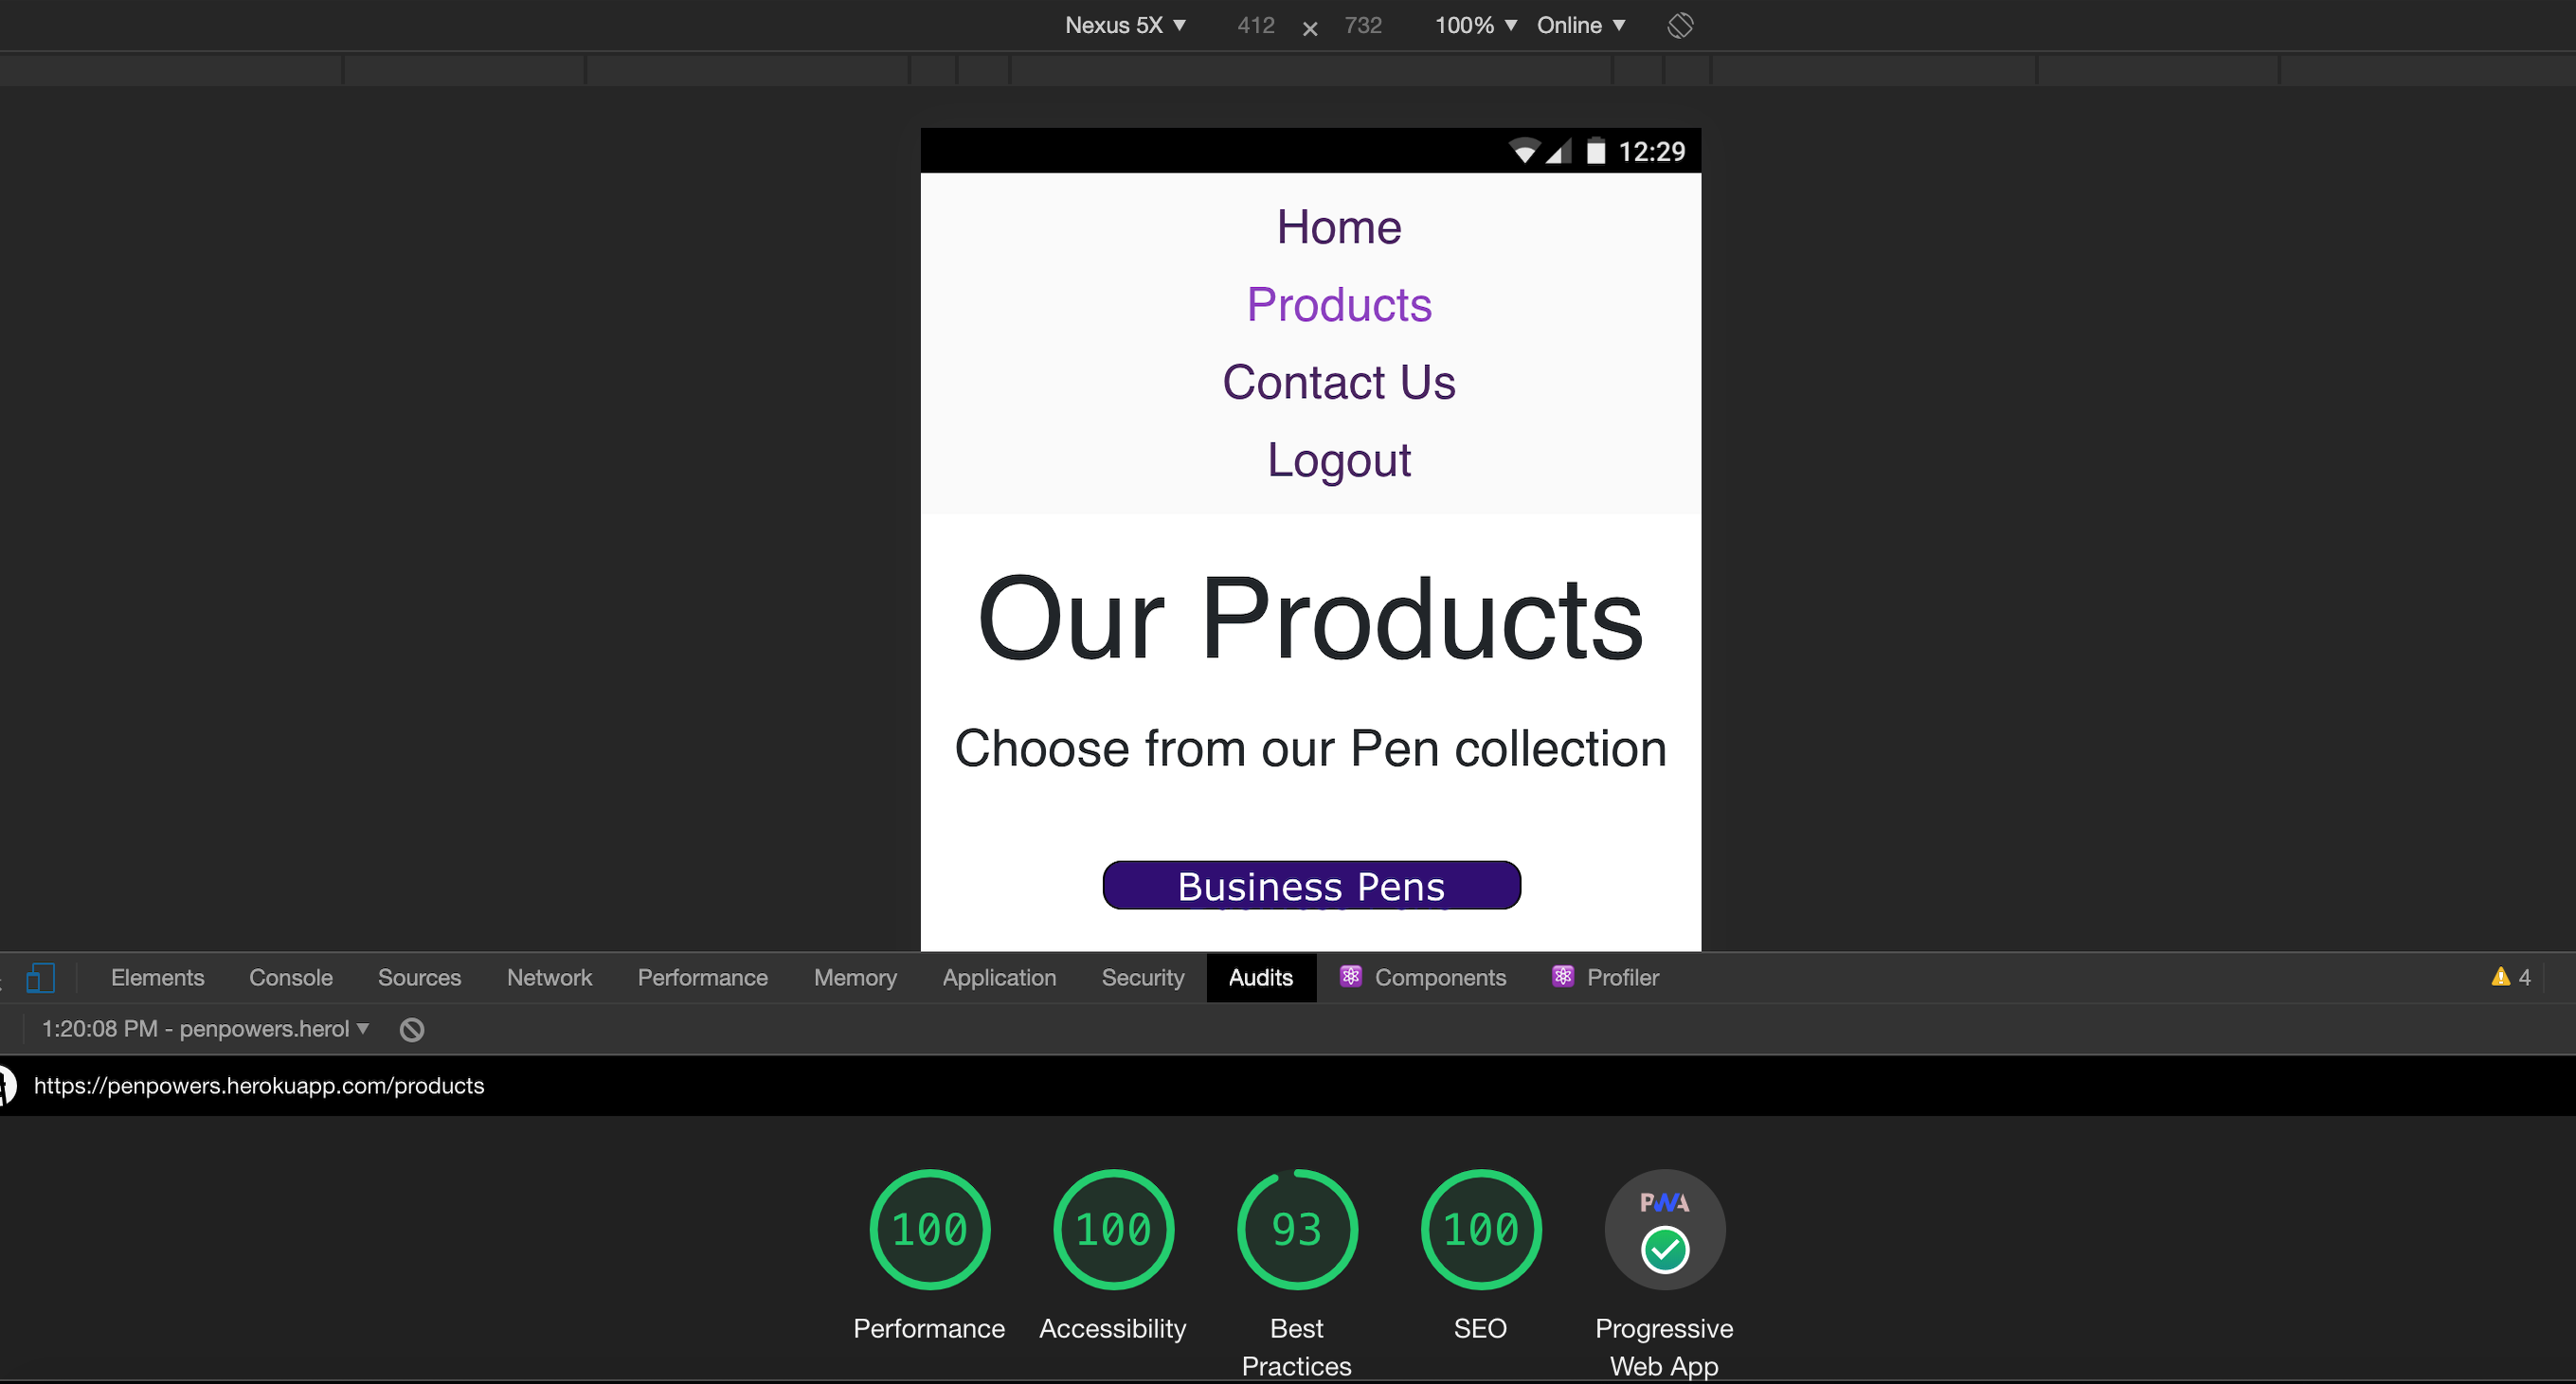 Nexus 5X ▼ 412 × 732 100% ▼ Online ▼
12:29
Home
Products
Contact Us
Logout
Our Products
Choose from our Pen collection
Business Pens
Elements Console Sources Network Performance Memory Application Security Audits Components Profiler 4
1:20:08 PM - penpowers.herol ▼
https://penpowers.herokuapp.com/products
100 100 93 100 PWA
Performance Accessibility Best SEO Progressive
Practices Web App